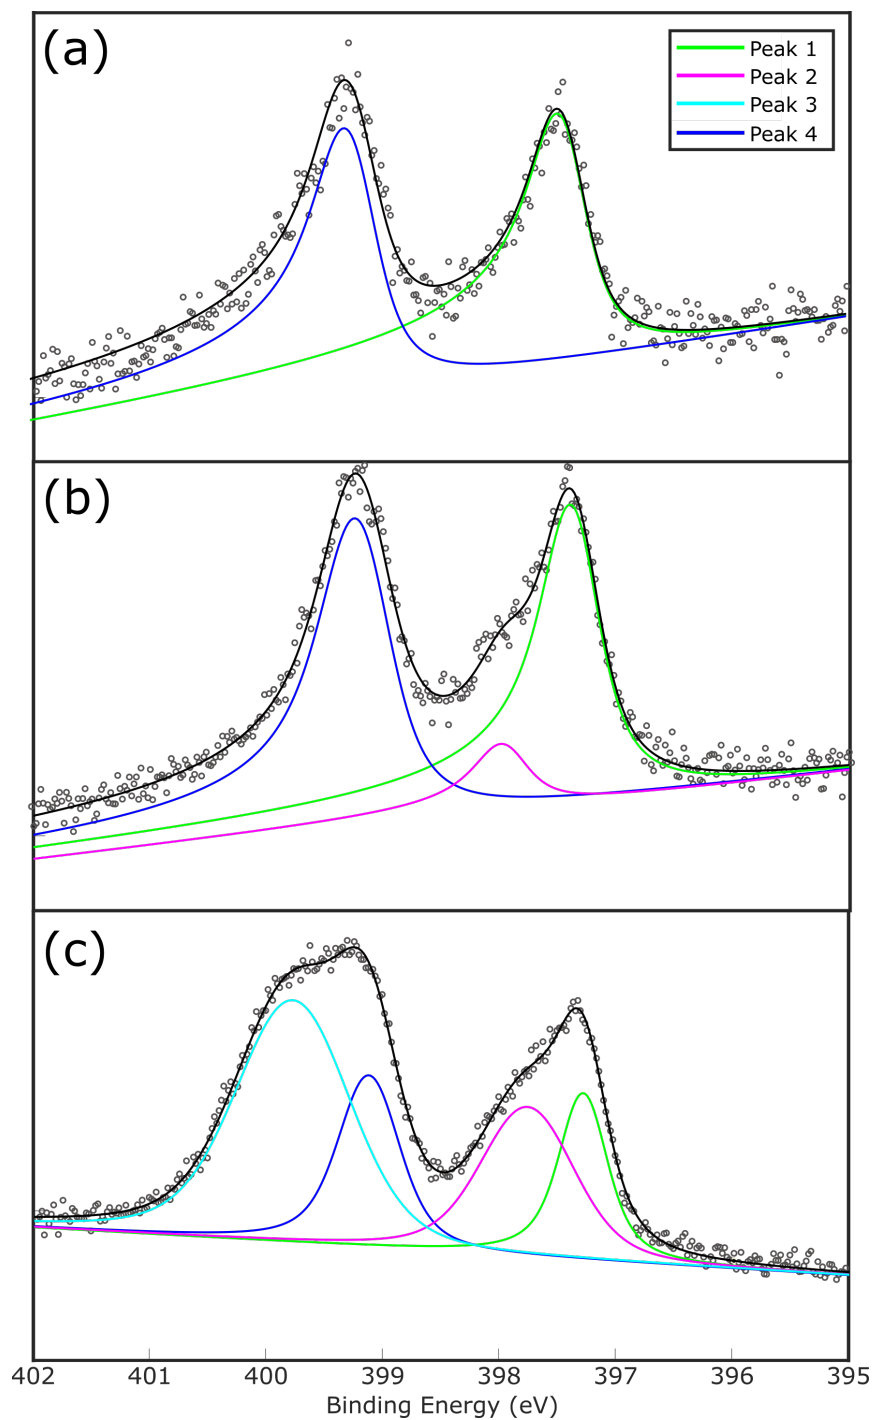 (a)
Peak 1
Peak 2
Peak 3
Peak 4
(b)
(c)
402 401 400 399 398 397 396 395
Binding Energy (eV)